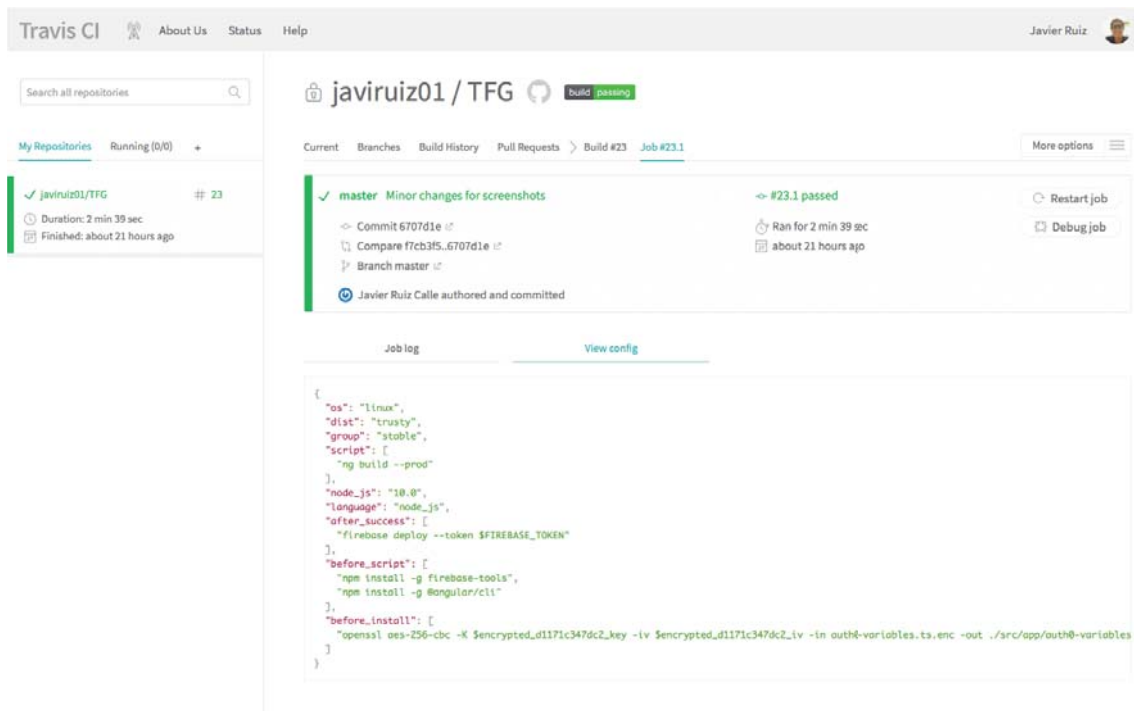 Travis CI
About Us Status Help
Javier Ruiz
Search all repositories
My Repositories Running (0/0) +
javiruiz01/TFG # 23
Duration: 2 min 39 sec
Finished: about 21 hours ago
javiruiz01 / TFG build passing
Current Branches Build History Pull Requests > Build #23 Job #23.1
More options
master Minor changes for screenshots
Commit 6707d1e
Compare f7cb3f5..6707d1e
Branch master
Javier Ruiz Calle authored and committed
#23.1 passed
Ran for 2 min 39 sec
about 21 hours ago
Restart job
Debug job
Job log View config
{
"os": "linux",
"dist": "trusty",
"group": "stable",
"script": [
"ng build --prod"
],
"node_js": "10.0",
"language": "node_js",
"after_success": [
"firebase deploy --token $FIREBASE_TOKEN"
],
"before_script": [
"npm install -g firebase-tools",
"npm install -g @angular/cli"
],
"before_install": [
"openssl aes-256-cbc -K $encrypted_d1171c347dc2_key -iv $encrypted_d1171c347dc2_iv -in auth0-variables.ts.enc -out ./src/app/auth0-variables
]
}